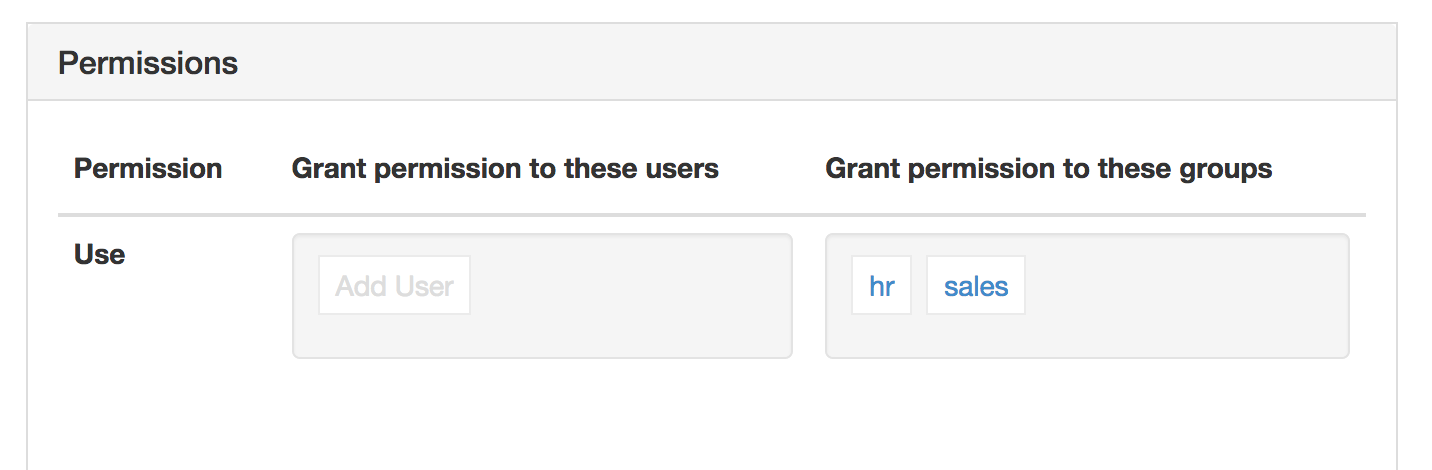 Permissions
Permission Grant permission to these users Grant permission to these groups
Use Add User hr sales